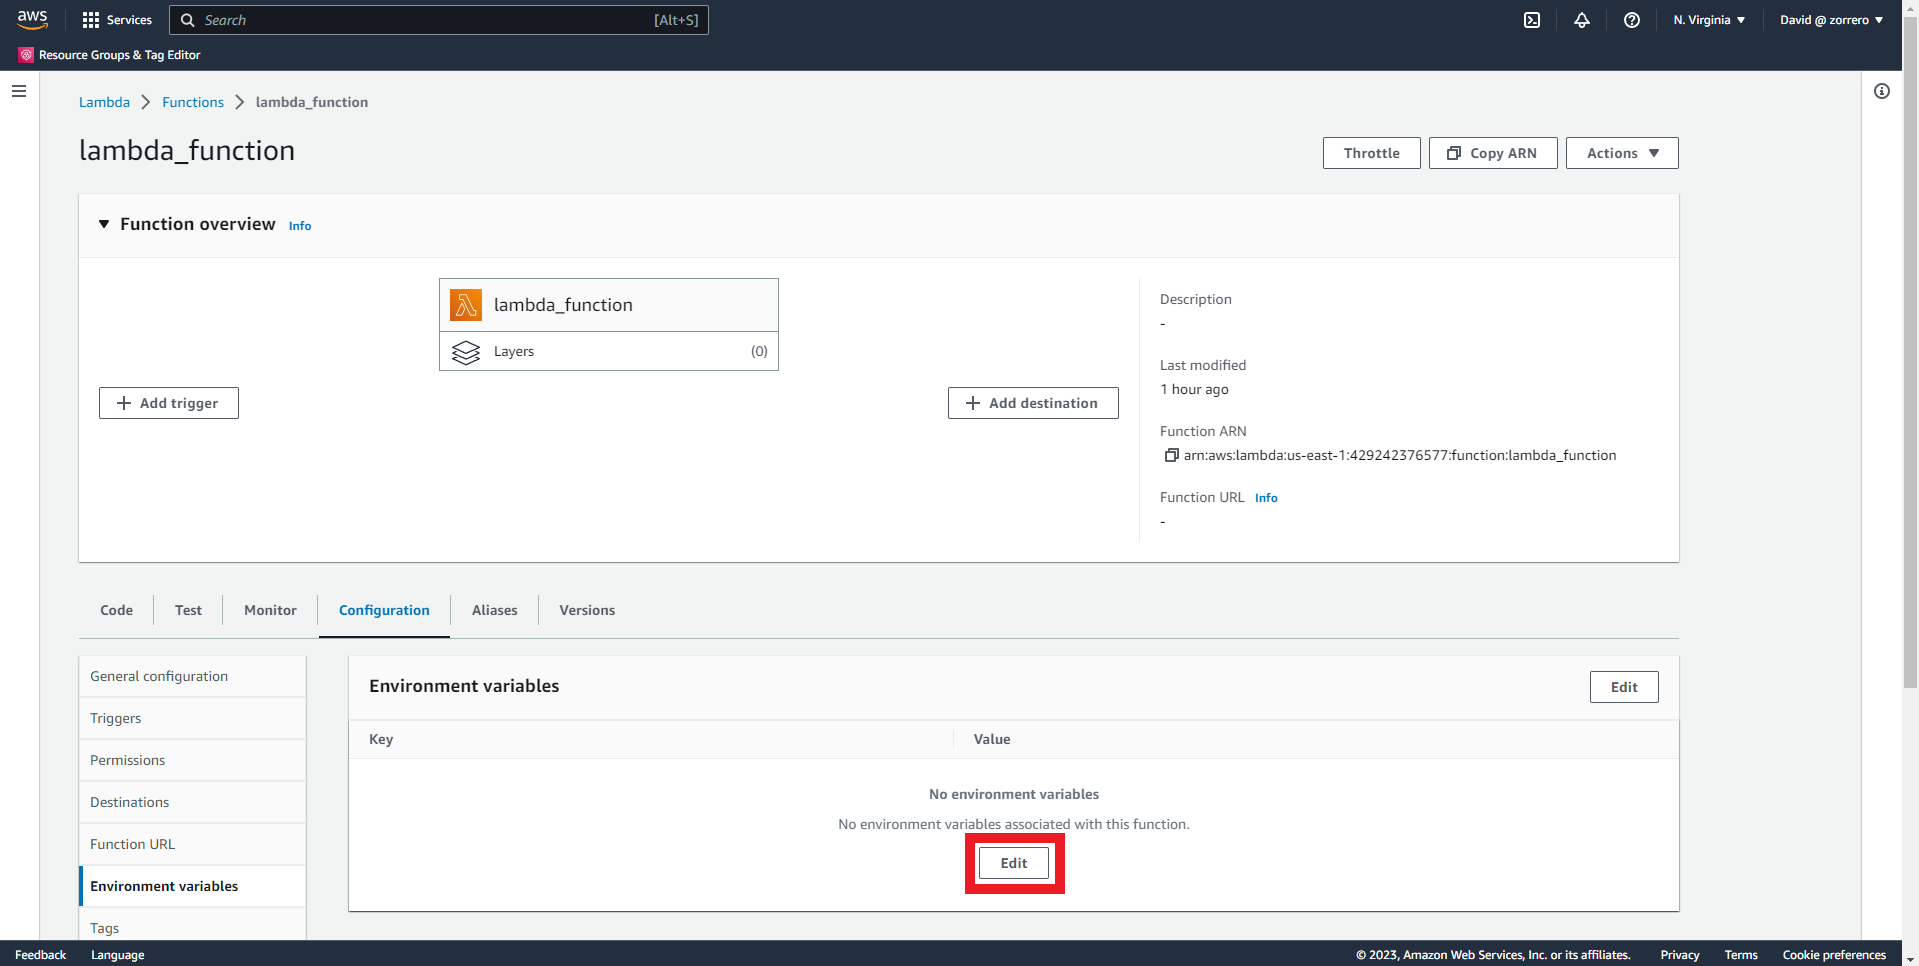 aws Services Search [Alt+S] N. Virginia ▼ David @ zorrero ▼
Resource Groups & Tag Editor
Lambda > Functions > lambda_function
lambda_function
Throttle Copy ARN Actions ▼
▼ Function overview Info
lambda_function
Layers (0)
+ Add trigger
+ Add destination
Description
-
Last modified
1 hour ago
Function ARN
arn:aws:lambda:us-east-1:429242376577:function:lambda_function
Function URL Info
-
Code Test Monitor Configuration Aliases Versions
General configuration
Triggers
Permissions
Destinations
Function URL
Environment variables
Tags
Environment variables Edit
Key Value
No environment variables
No environment variables associated with this function.
Edit
Feedback Language © 2023, Amazon Web Services, Inc. or its affiliates. Privacy Terms Cookie preferences